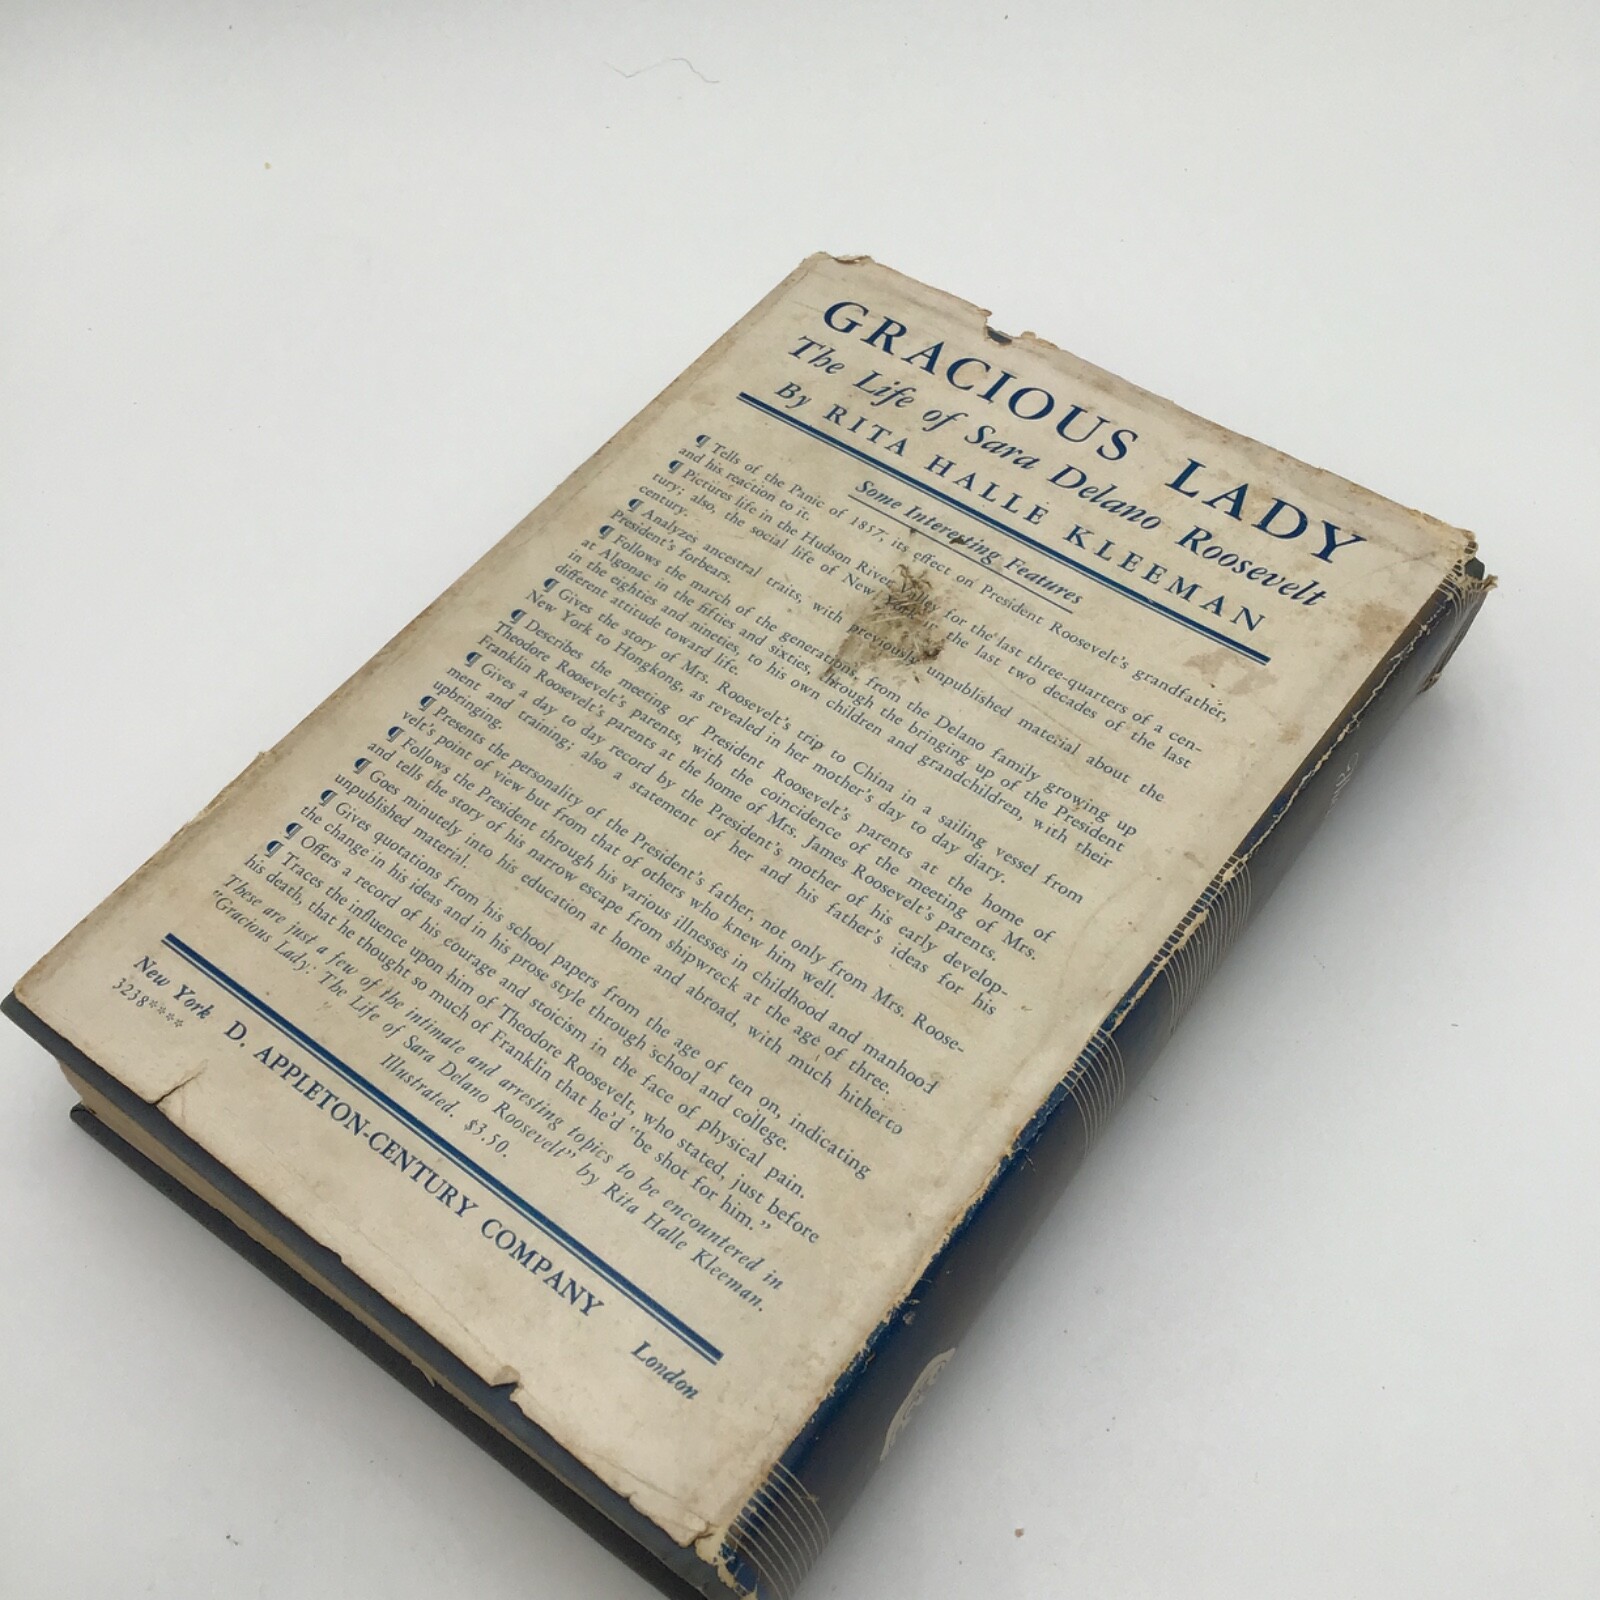 GRACIOUS LADY
The Life of Sara Delano Roosevelt
By RITA HALLE KLEEMAN
Some Interesting Features
¶ Tells of the Panic of 1857, its effect on President Roosevelt's grandfather,
and his reaction to it.
¶ Pictures life in the Hudson River Valley for the last three-quarters of a cen-
tury; also, the social life of New York in the last two decades of the last
century.
¶ Analyzes ancestral traits, with previously unpublished material about the
President's forbears.
¶ Follows the march of the generations, from the Delano family growing up
at Algonac in the fifties and sixties, through the bringing up of the President
in the eighties and nineties, to his own children and grandchildren, with their
different attitude toward life.
¶ Gives the story of Mrs. Roosevelt's trip to China in a sailing vessel from
New York to Hongkong, as revealed in her mother's day to day diary.
¶ Describes the meeting of President Roosevelt's parents at the home of
Theodore Roosevelt's parents, with the coincidence of the meeting of Mrs.
Franklin Roosevelt's parents at the home of Mrs. James Roosevelt's parents.
¶ Gives a day to day record by the President's mother of his early develop-
ment and training; also a statement of her and his father's ideas for his
upbringing.
¶ Presents the personality of the President's father, not only from Mrs. Roose-
velt's point of view but from that of others who knew him well.
¶ Follows the President through his various illnesses in childhood and manhood
and tells the story of his narrow escape from shipwreck at the age of three.
¶ Goes minutely into his education at home and abroad, with much hitherto
unpublished material.
¶ Gives quotations from his school papers from the age of ten on, indicating
the change in his ideas and in his prose style through school and college.
¶ Offers a record of his courage and stoicism in the face of physical pain.
¶ Traces the influence upon him of Theodore Roosevelt, who stated, just before
his death, that he thought so much of Franklin that he'd "be shot for him."
These are just a few of the intimate and arresting topics to be encountered in
"Gracious Lady: The Life of Sara Delano Roosevelt" by Rita Halle Kleeman.
Illustrated. $3.50.
New York D. APPLETON-CENTURY COMPANY London
3238****